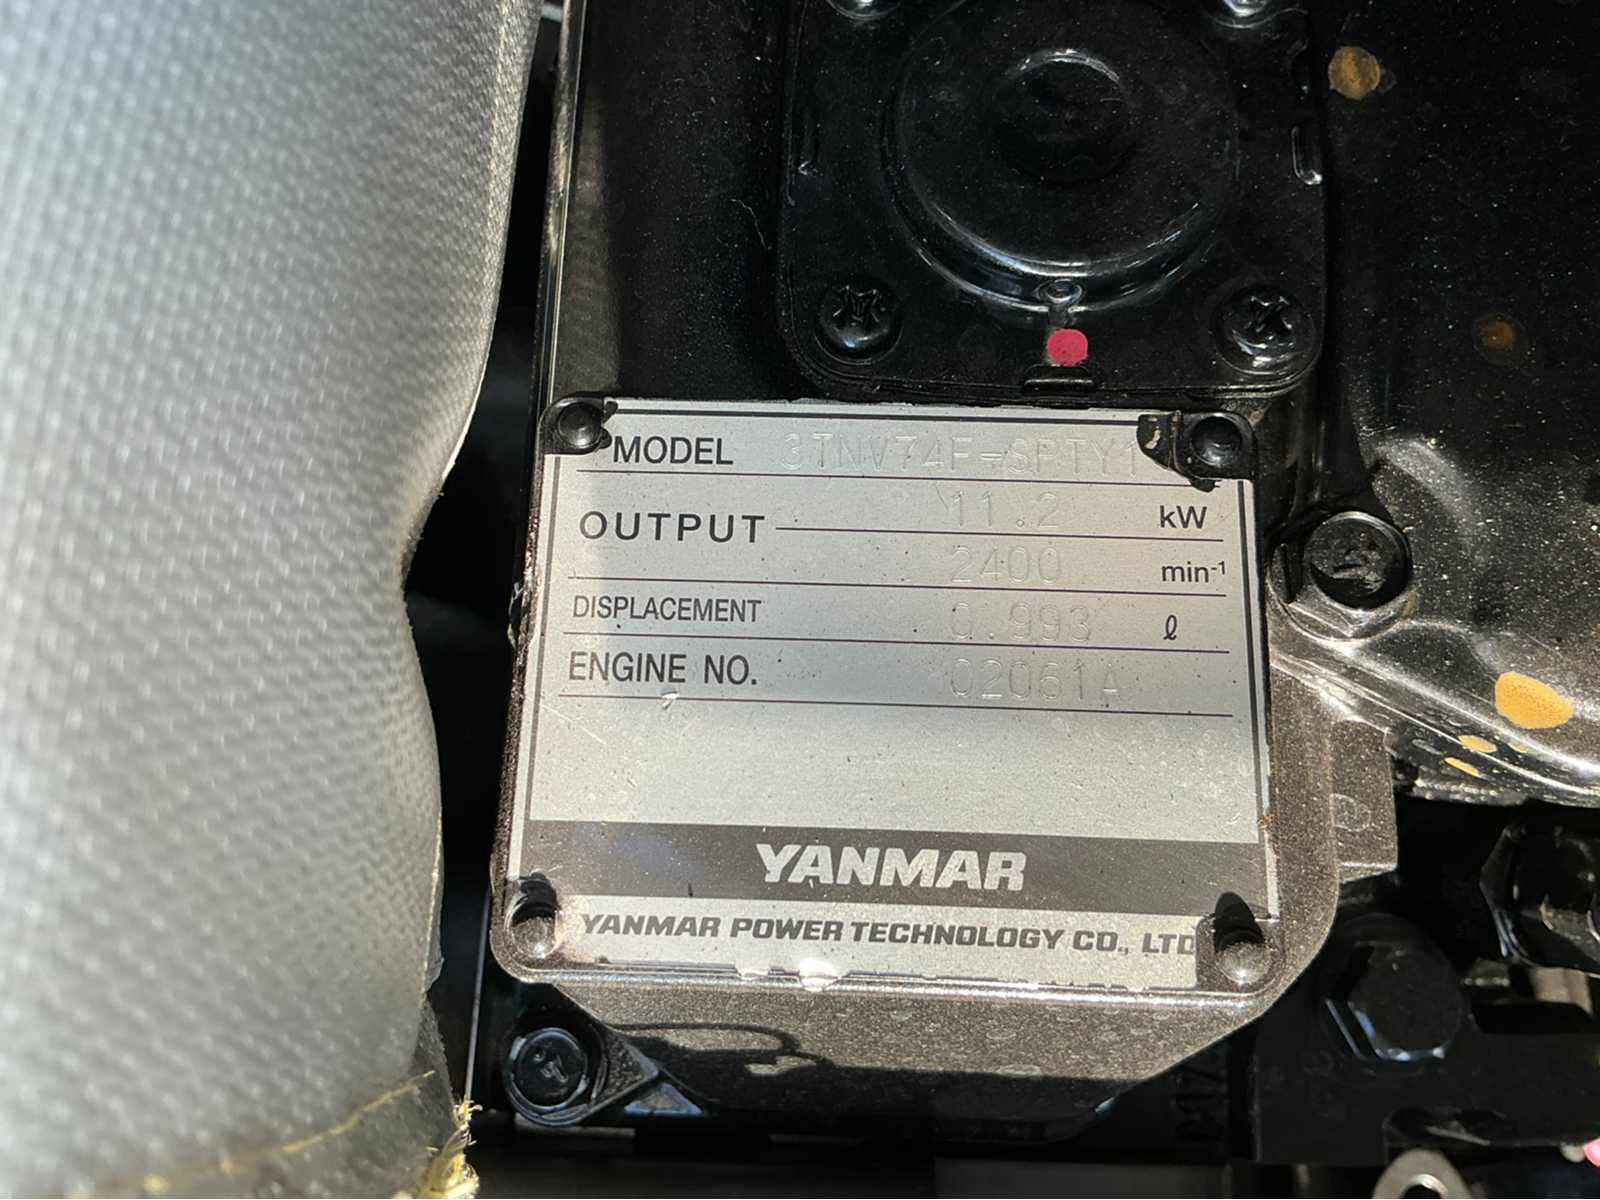 MODEL 3TNV74F-SPTY1
OUTPUT 11.2 kW
2400 min-1
DISPLACEMENT 0.993 ℓ
ENGINE NO. 02061A
YANMAR
YANMAR POWER TECHNOLOGY CO., LTD